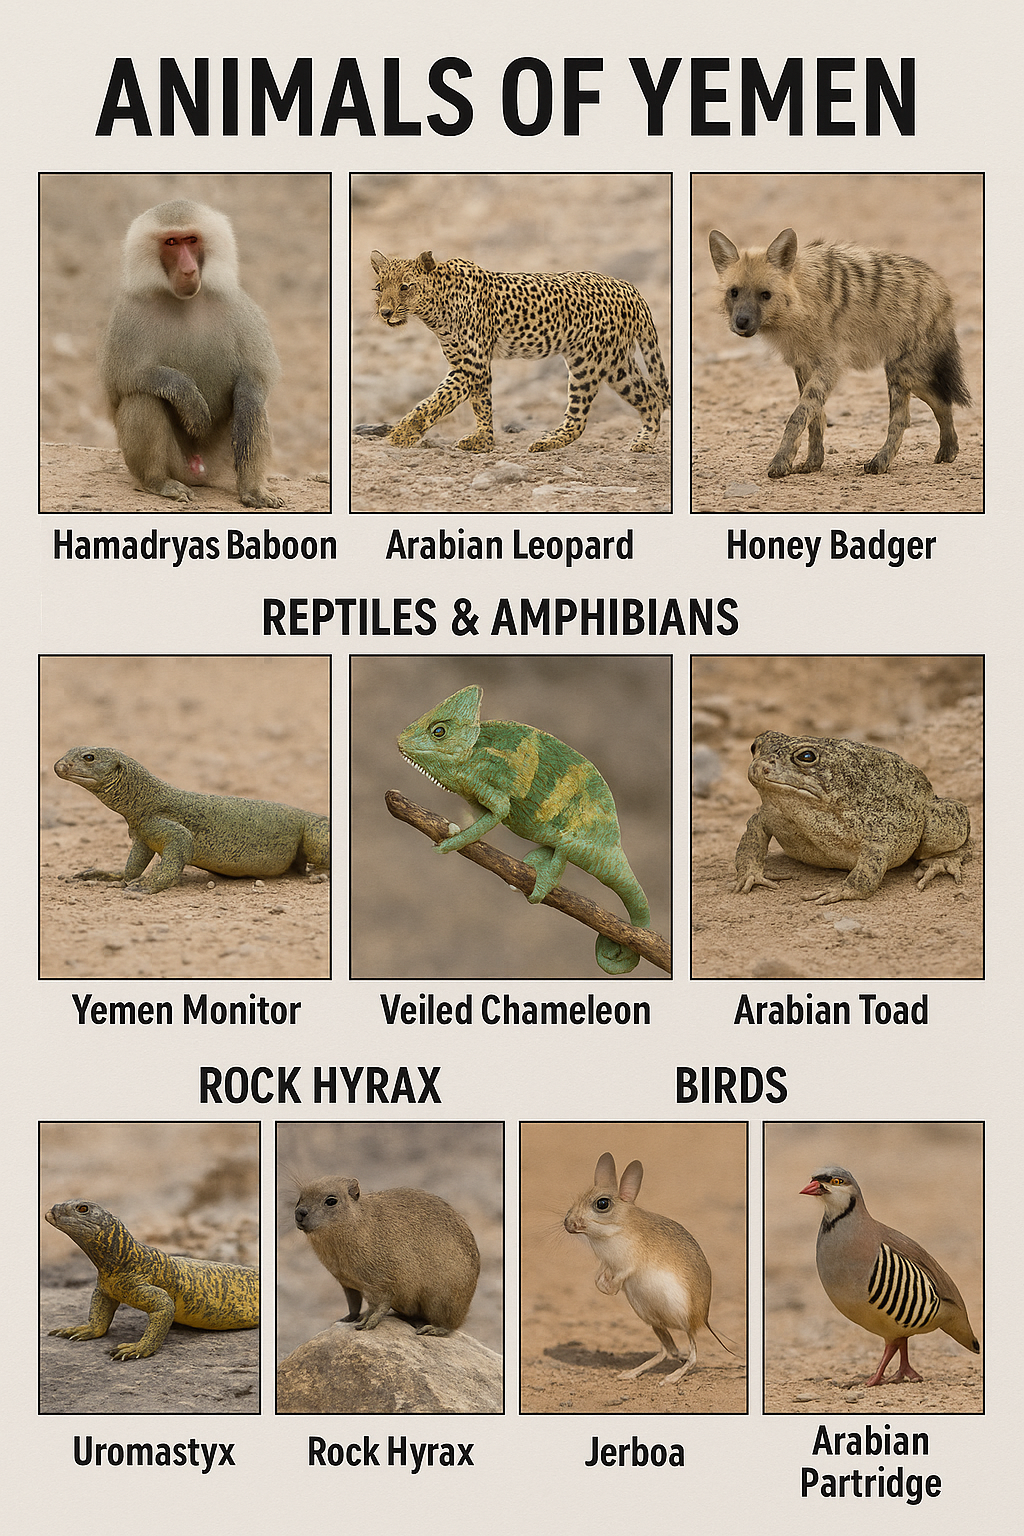 ANIMALS OF YEMEN
Hamadryas Baboon
Arabian Leopard
Honey Badger
REPTILES & AMPHIBIANS
Yemen Monitor
Veiled Chameleon
Arabian Toad
ROCK HYRAX
BIRDS
Uromastyx
Rock Hyrax
Jerboa
Arabian
Partridge